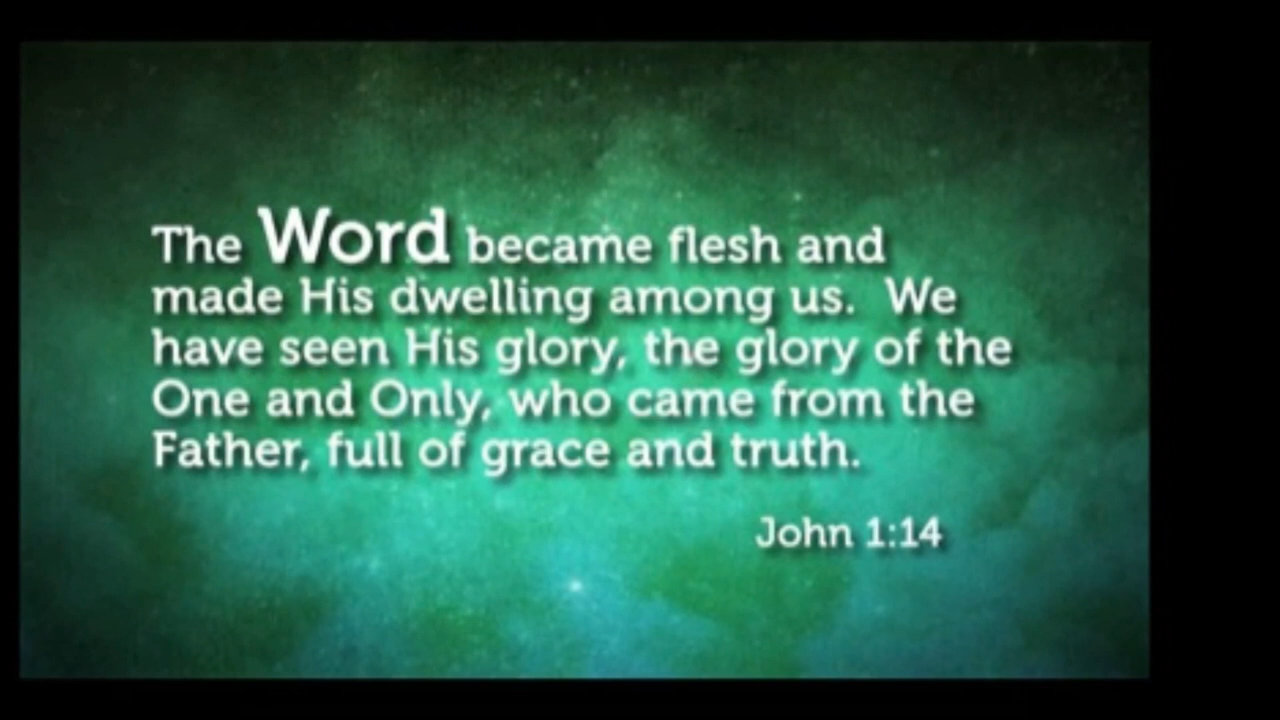 The Word became flesh and
made His dwelling among us.  We
have seen His glory, the glory of the
One and Only, who came from the
Father, full of grace and truth.
John 1:14